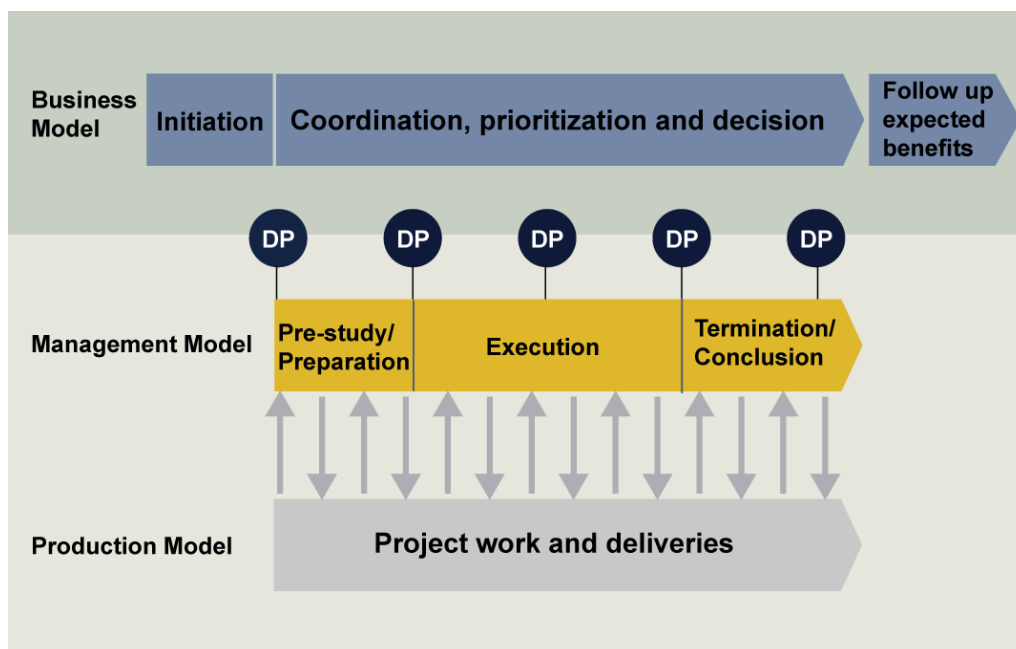 Business
Model
Initiation
Coordination, prioritization and decision
Follow up
expected
benefits
DP
DP
DP
DP
DP
Management Model
Pre-study/
Preparation
Execution
Termination/
Conclusion
Production Model
Project work and deliveries